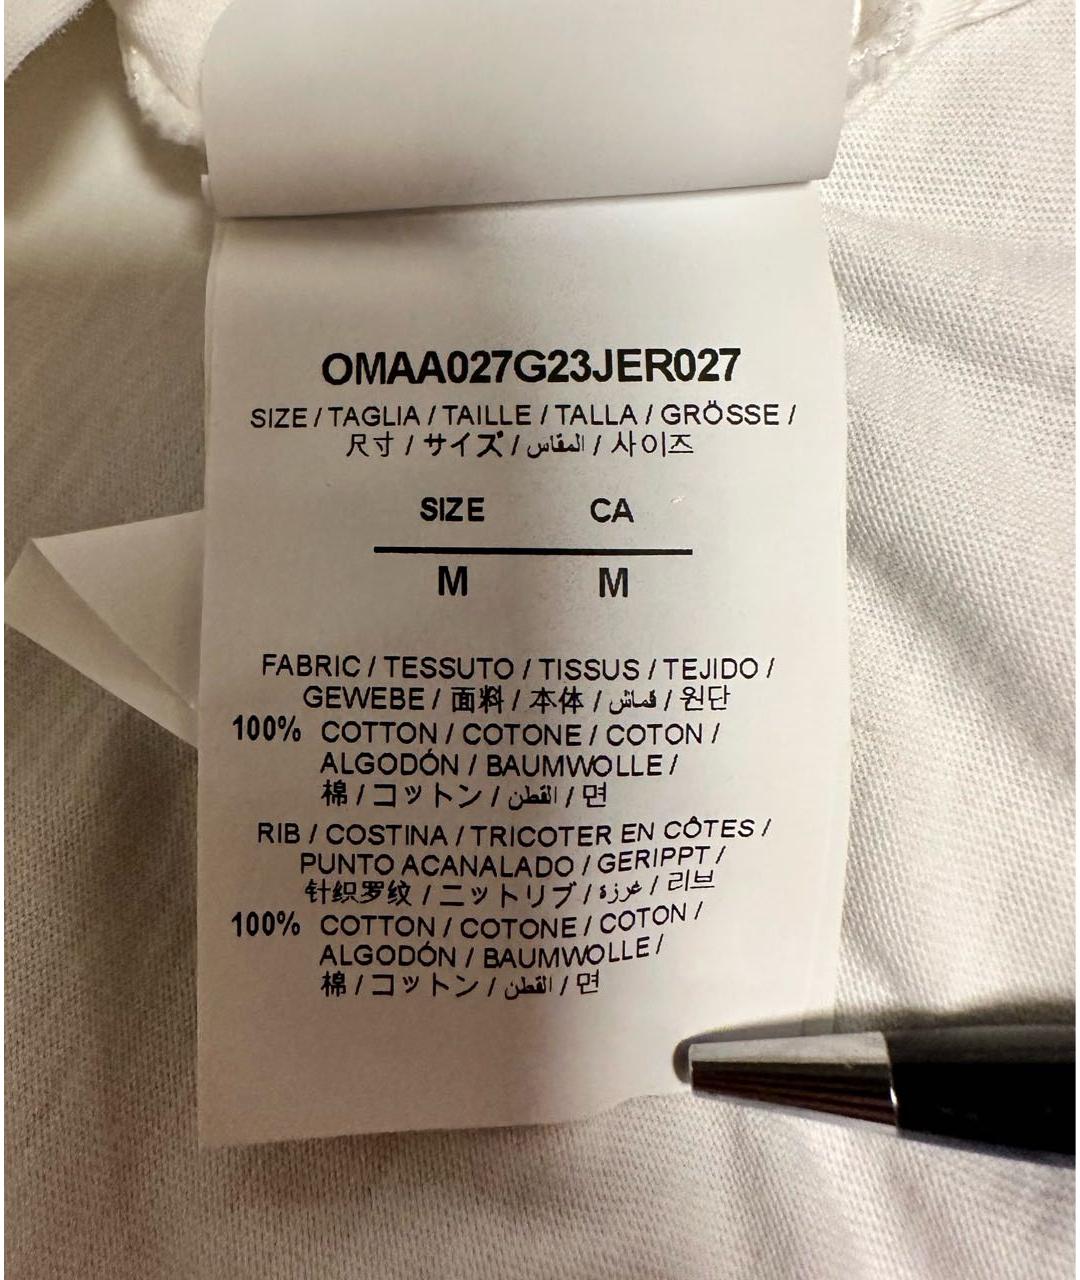 OMAA027G23JER027
SIZE / TAGLIA / TAILLE / TALLA / GRÖSSE /
尺寸 / サイズ / المقاس / 사이즈
SIZE CA
M M
FABRIC / TESSUTO / TISSUS / TEJIDO /
GEWEBE / 面料 / 本体 / قماش / 원단
100% COTTON / COTONE / COTON /
ALGODÓN / BAUMWOLLE /
棉 / コットン / القطن / 면
RIB / COSTINA / TRICOTER EN CÔTES /
PUNTO ACANALADO / GERIPPT /
针织罗纹 / ニットリブ / غرزة / 리브
100% COTTON / COTONE / COTON /
ALGODÓN / BAUMWOLLE /
棉 / コットン / القطن / 면